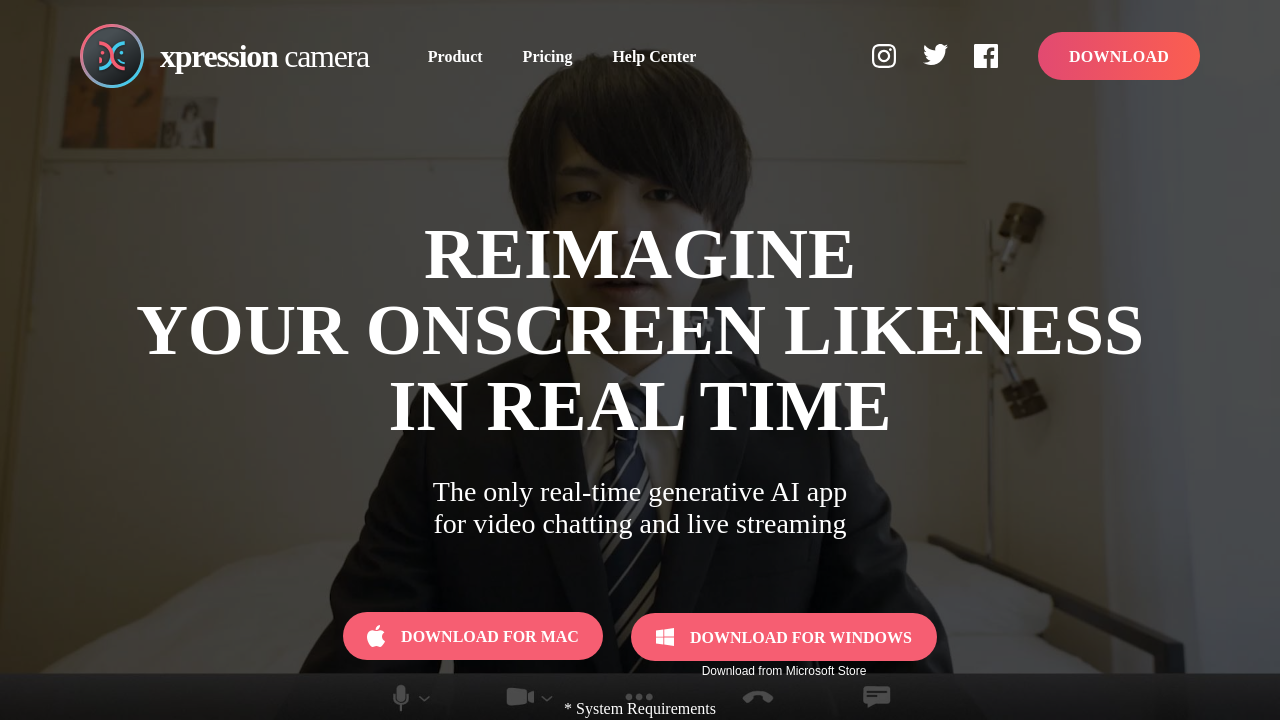 xpression camera
Product
Pricing
Help Center
DOWNLOAD
REIMAGINE
YOUR ONSCREEN LIKENESS
IN REAL TIME
The only real-time generative AI app
for video chatting and live streaming
DOWNLOAD FOR MAC
DOWNLOAD FOR WINDOWS
Download from Microsoft Store
* System Requirements